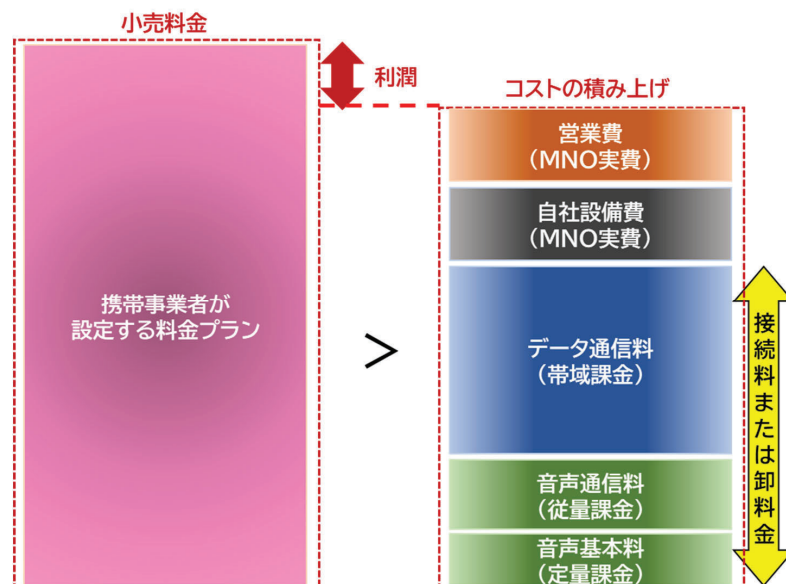 小売料金
利潤
コストの積み上げ
営業費
(MNO実費)
自社設備費
(MNO実費)
携帯事業者が
設定する料金プラン
>
データ通信料
(帯域課金)
音声通信料
(従量課金)
音声基本料
(定量課金)
接続料または卸料金